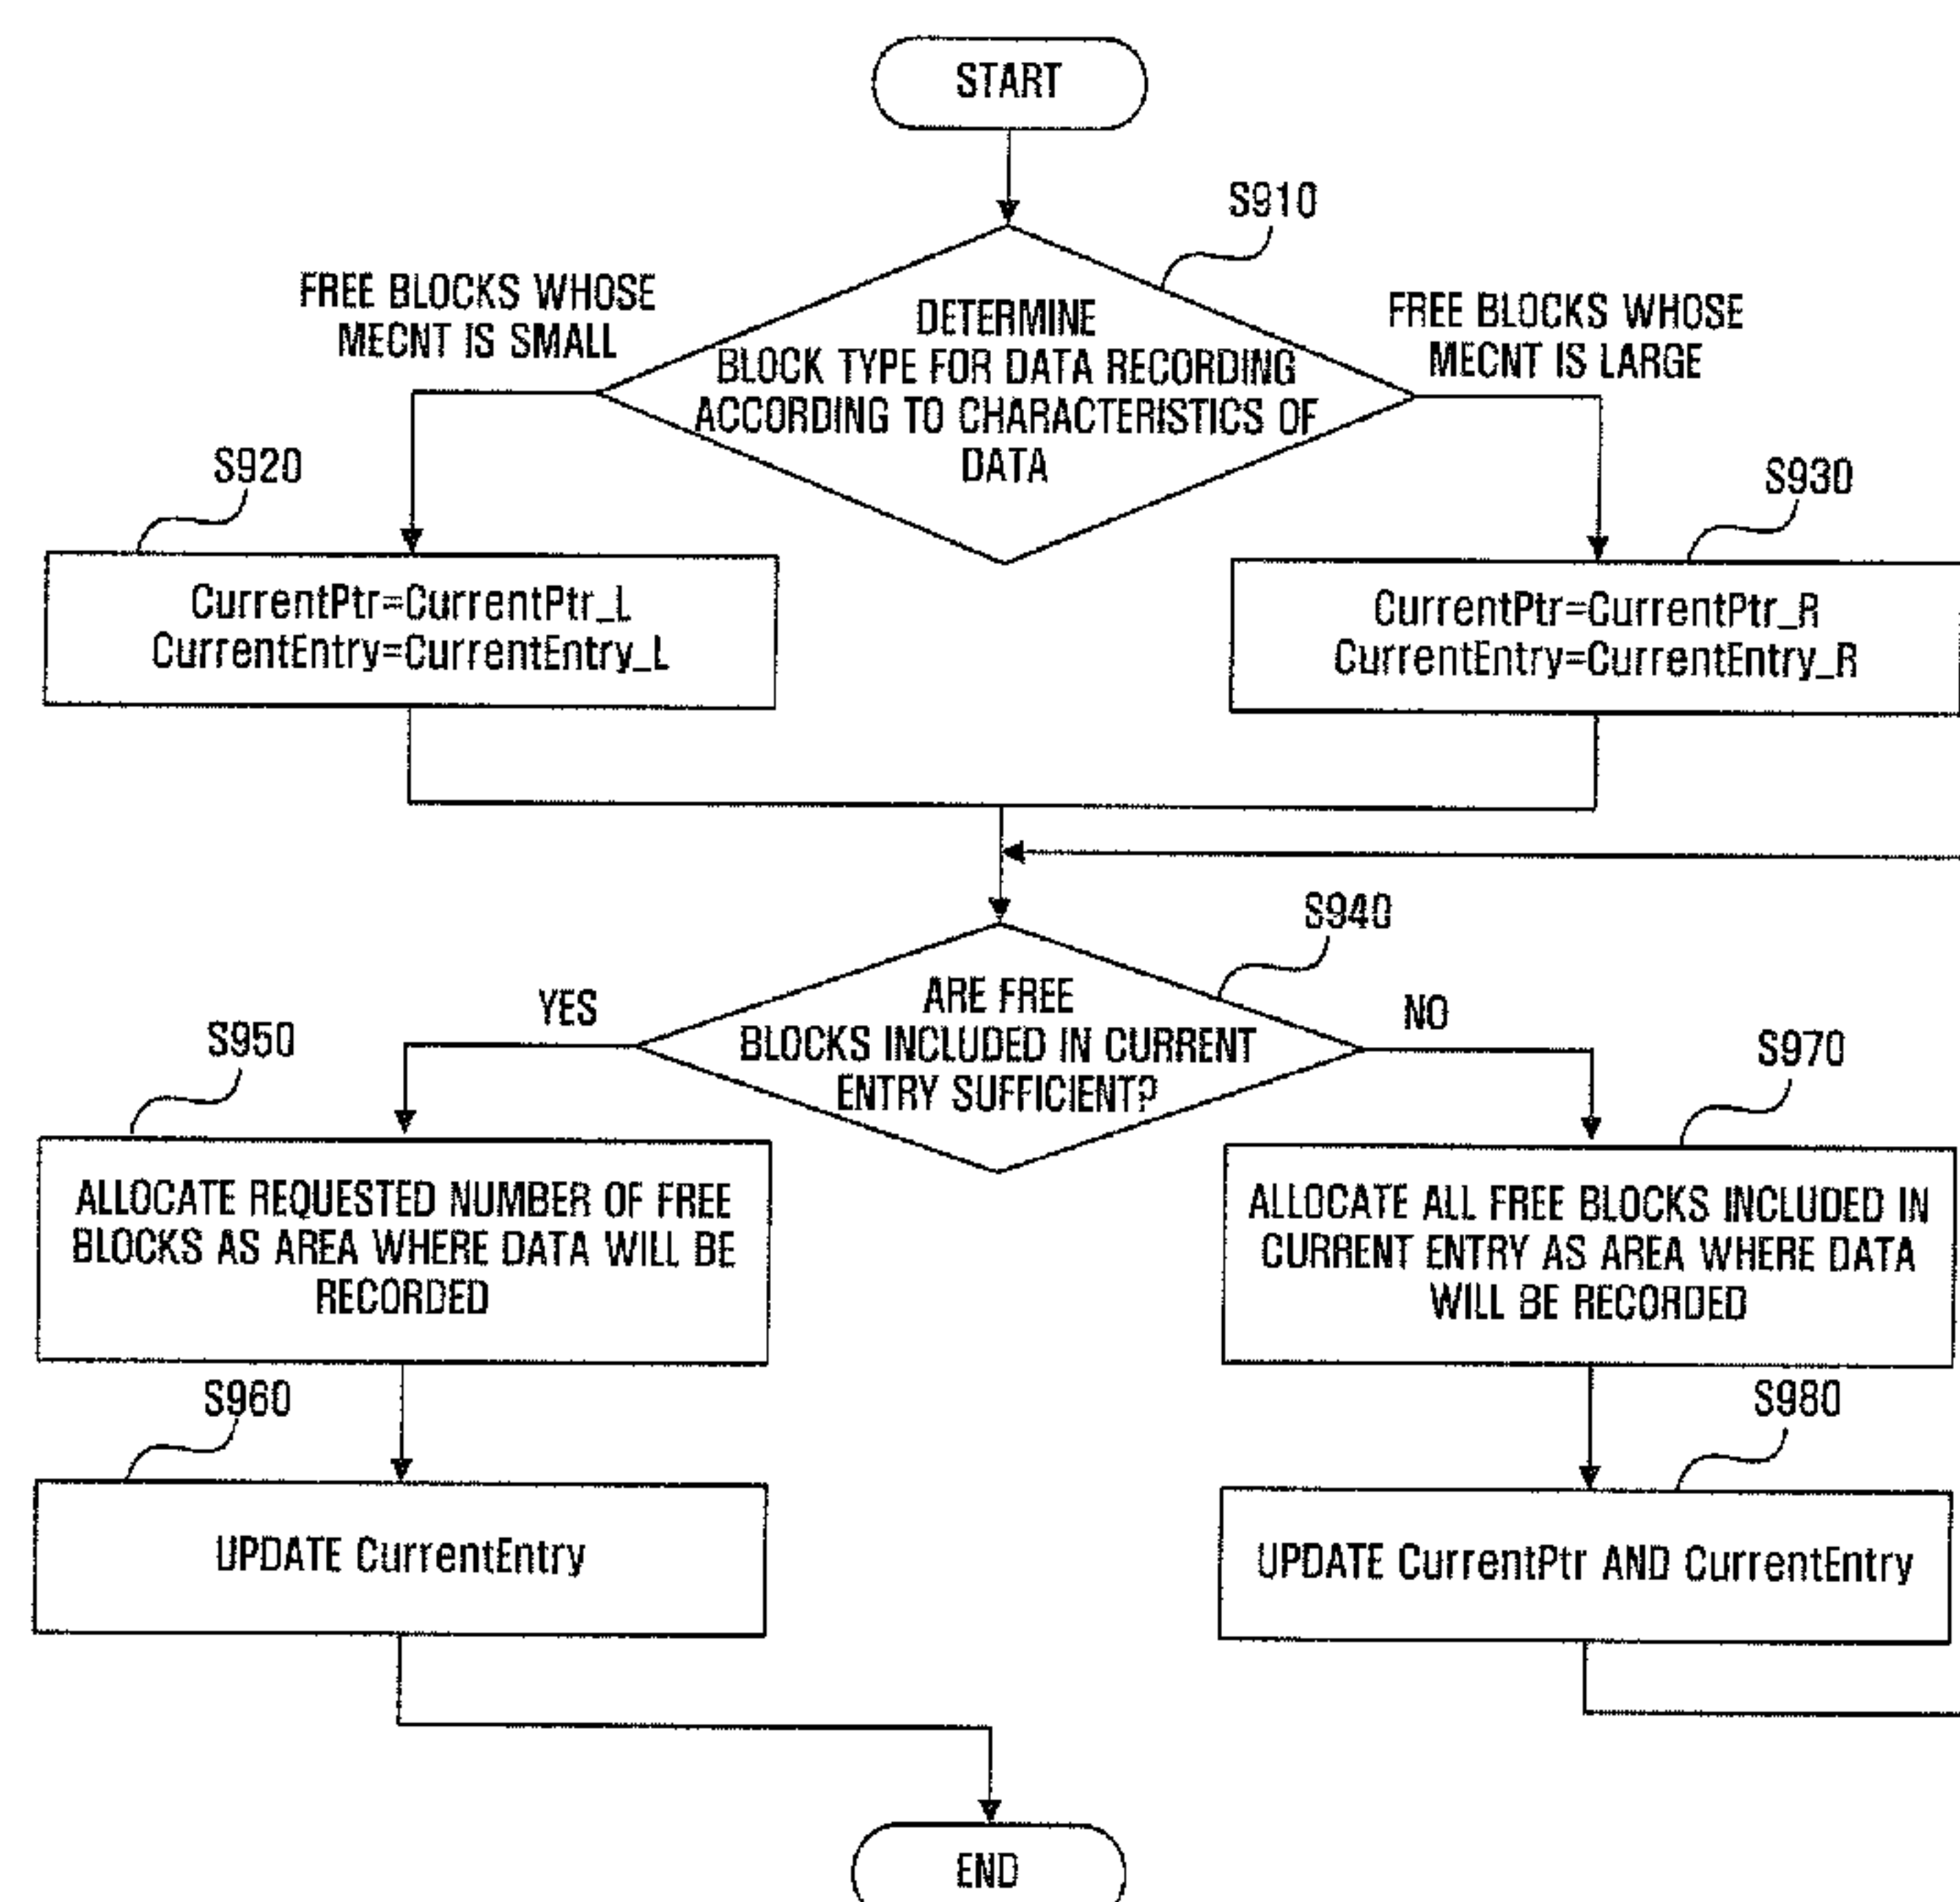 START
S910
FREE BLOCKS WHOSE
MECNT IS SMALL
DETERMINE
BLOCK TYPE FOR DATA RECORDING
ACCORDING TO CHARACTERISTICS OF
DATA
FREE BLOCKS WHOSE
MECNT IS LARGE
S920
S930
CurrentPtr=CurrentPtr_L
CurrentEntry=CurrentEntry_L
CurrentPtr=CurrentPtr_R
CurrentEntry=CurrentEntry_R
S940
ARE FREE
BLOCKS INCLUDED IN CURRENT
ENTRY SUFFICIENT?
YES
NO
S950
S970
ALLOCATE REQUESTED NUMBER OF FREE
BLOCKS AS AREA WHERE DATA WILL BE
RECORDED
ALLOCATE ALL FREE BLOCKS INCLUDED IN
CURRENT ENTRY AS AREA WHERE DATA
WILL BE RECORDED
S960
S980
UPDATE CurrentEntry
UPDATE CurrentPtr AND CurrentEntry
END